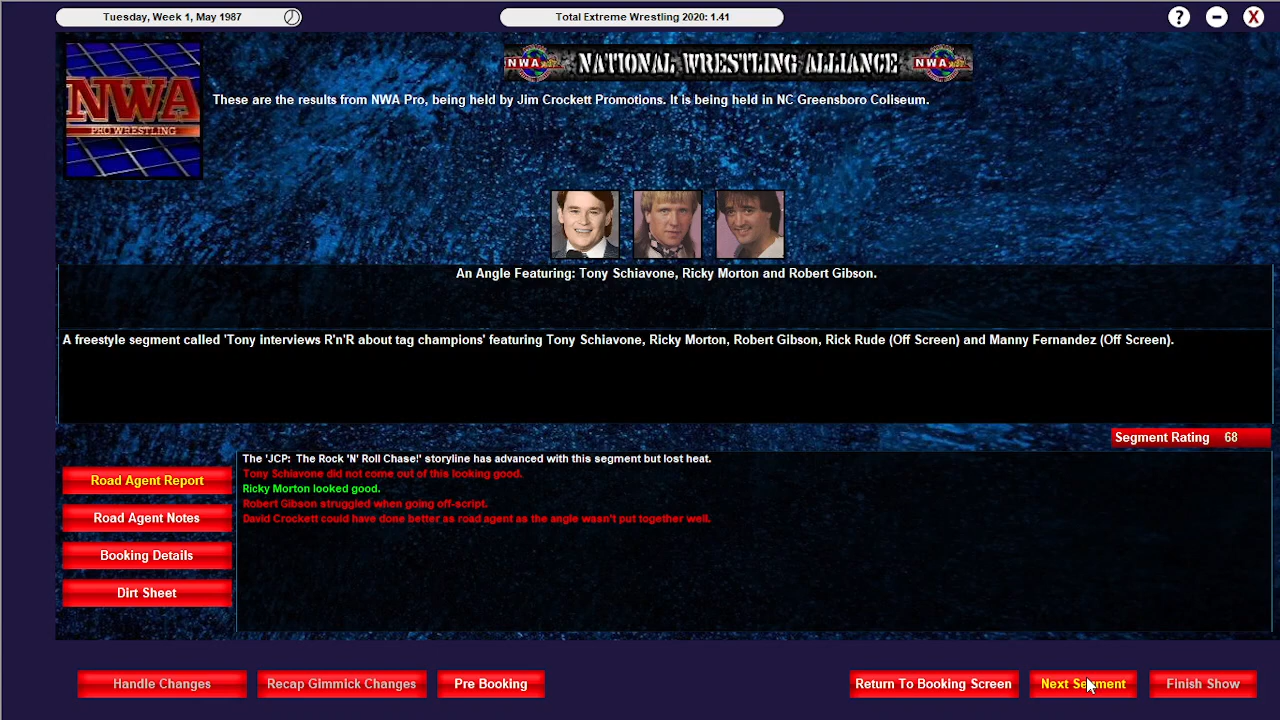 Tuesday, Week 1, May 1987
Total Extreme Wrestling 2020: 1.41
?
X
NWA
PRO WRESTLING
NWA
NATIONAL WRESTLING ALLIANCE
NWA
These are the results from NWA Pro, being held by Jim Crockett Promotions. It is being held in NC Greensboro Coliseum.
An Angle Featuring: Tony Schiavone, Ricky Morton and Robert Gibson.
A freestyle segment called 'Tony interviews R'n'R about tag champions' featuring Tony Schiavone, Ricky Morton, Robert Gibson, Rick Rude (Off Screen) and Manny Fernandez (Off Screen).
Segment Rating 68
The 'JCP: The Rock 'N' Roll Chase!' storyline has advanced with this segment but lost heat.
Tony Schiavone did not come out of this looking good.
Ricky Morton looked good.
Robert Gibson struggled when going off-script.
David Crockett could have done better as road agent as the angle wasn't put together well.
Road Agent Report
Road Agent Notes
Booking Details
Dirt Sheet
Handle Changes
Recap Gimmick Changes
Pre Booking
Return To Booking Screen
Next Segment
Finish Show